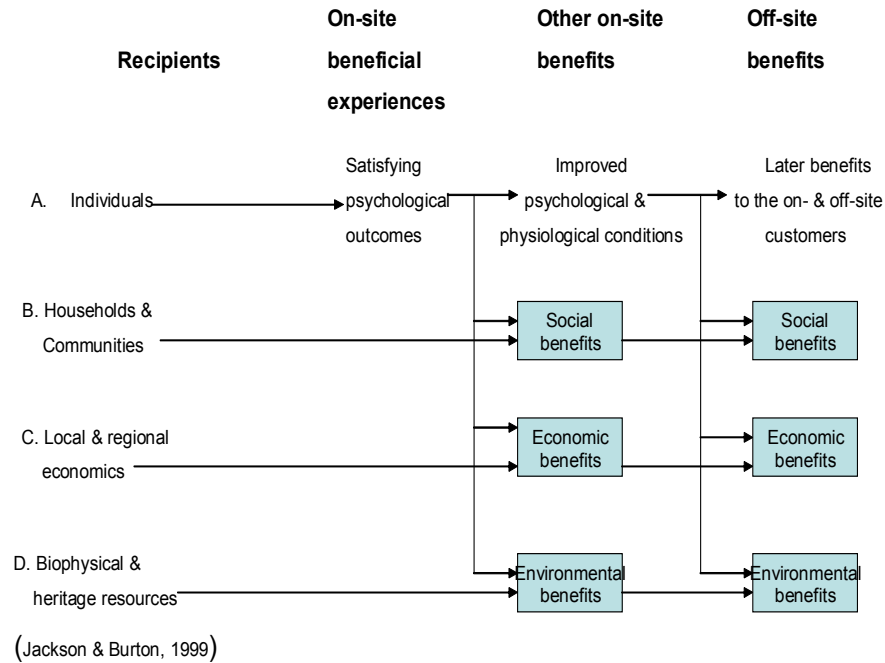 Recipients
On-site
beneficial
experiences
Other on-site
benefits
Off-site
benefits
A. Individuals
Satisfying
psychological
outcomes
Improved
psychological &
physiological conditions
Later benefits
to the on- & off-site
customers
B. Households &
Communities
Social
benefits
Social
benefits
C. Local & regional
economics
Economic
benefits
Economic
benefits
D. Biophysical &
heritage resources
Environmental
benefits
Environmental
benefits
(Jackson & Burton, 1999)